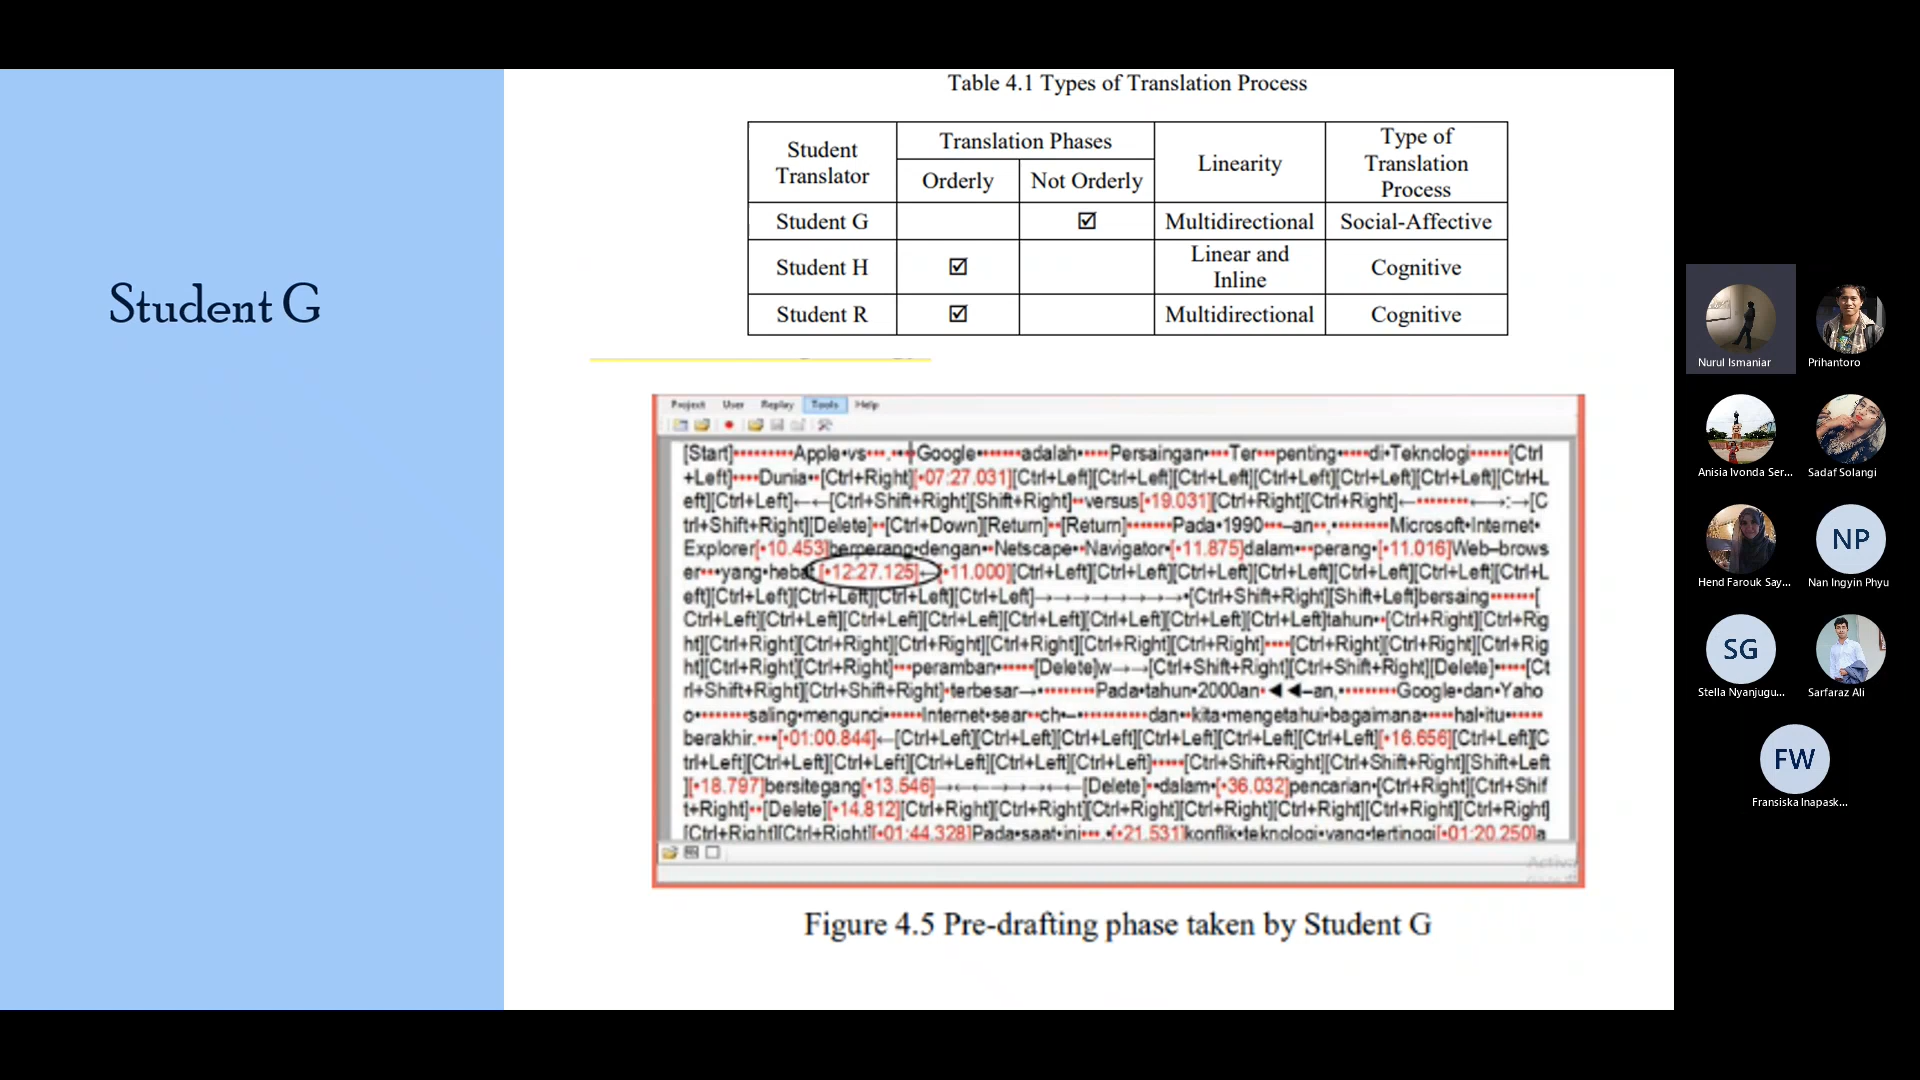 Student G
Table 4.1 Types of Translation Process
Student Translator
Translation Phases
Linearity
Type of Translation Process
Orderly
Not Orderly
Student G
☑
Multidirectional
Social-Affective
Student H
☑
Linear and Inline
Cognitive
Student R
☑
Multidirectional
Cognitive
Project User Replay Tools Help
[Start]•••••••••Apple•vs•••.•••Google•••••••adalah•••••Persaingan••••Ter•••penting•••••di•Teknologi••••••[Ctrl
+Left]••••Dunia••[Ctrl+Right][•07:27.031][Ctrl+Left][Ctrl+Left][Ctrl+Left][Ctrl+Left][Ctrl+Left][Ctrl+L
eft][Ctrl+Left]←←[Ctrl+Shift+Right][Shift+Right]••versus[•19.031][Ctrl+Right][Ctrl+Right]←••••••••←→:→[C
trl+Shift+Right][Delete]••[Ctrl+Down][Return]••[Return]•••••••Pada•1990•••–an••,•••••••••Microsoft•Internet•
Explorer[•10.453]berperang•dengan••Netscape••Navigator•[•11.875]dalam•••perang•[•11.016]Web–brows
er•••yang•hebat[•12:27.125]←[•11.000][Ctrl+Left][Ctrl+Left][Ctrl+Left][Ctrl+Left][Ctrl+Left][Ctrl+L
eft][Ctrl+Left][Ctrl+Left][Ctrl+Left][Ctrl+Left]→→→→→→→→•[Ctrl+Shift+Right][Shift+Left]bersaing•••••••[
Ctrl+Left][Ctrl+Left][Ctrl+Left][Ctrl+Left][Ctrl+Left][Ctrl+Left][Ctrl+Left][Ctrl+Left]tahun••[Ctrl+Right][Ctrl+Rig
ht][Ctrl+Right][Ctrl+Right][Ctrl+Right][Ctrl+Right][Ctrl+Right][Ctrl+Right]••••[Ctrl+Right][Ctrl+Right][Ctrl+Rig
ht][Ctrl+Right][Ctrl+Right]•••peramban••••••[Delete]w→→[Ctrl+Shift+Right][Ctrl+Shift+Right][Delete]•••••[Ct
rl+Shift+Right][Ctrl+Shift+Right]•terbesar→•••••••••Pada•tahun•2000an•◄◄–an,•••••••••Google•dan•Yaho
o••••••••saling•mengunci••••••Internet•sear••ch•–•••••••••••dan••kita•mengetahui•bagaimana•••••hal•itu••••••
berakhir.•••[•01:00.844]←[Ctrl+Left][Ctrl+Left][Ctrl+Left][Ctrl+Left][Ctrl+Left][Ctrl+Left][•16.656][Ctrl+Left][C
trl+Left][Ctrl+Left][Ctrl+Left][Ctrl+Left][Ctrl+Left]•••••[Ctrl+Shift+Right][Ctrl+Shift+Right][Shift+Left
][•18.797]bersitegang[•13.546]→←←→→←←[Delete]••dalam•[•36.032]pencarian•[Ctrl+Right][Ctrl+Shif
t+Right]••[Delete][•14.812][Ctrl+Right][Ctrl+Right][Ctrl+Right][Ctrl+Right][Ctrl+Right][Ctrl+Right]
[Ctrl+Right][Ctrl+Right][•01:44.328]Pada•saat•ini•••.•[•21.531]konflik•teknologi•yang•tertinggi[•01:20.250]a
Figure 4.5 Pre-drafting phase taken by Student G
Nurul Ismaniar
Prihantoro
Anisia Ivonda Ser...
Sadaf Solangi
Hend Farouk Say...
NP
Nan Ingyin Phyu
SG
Stella Nyanjugu...
Sarfaraz Ali
FW
Fransiska Inapask...